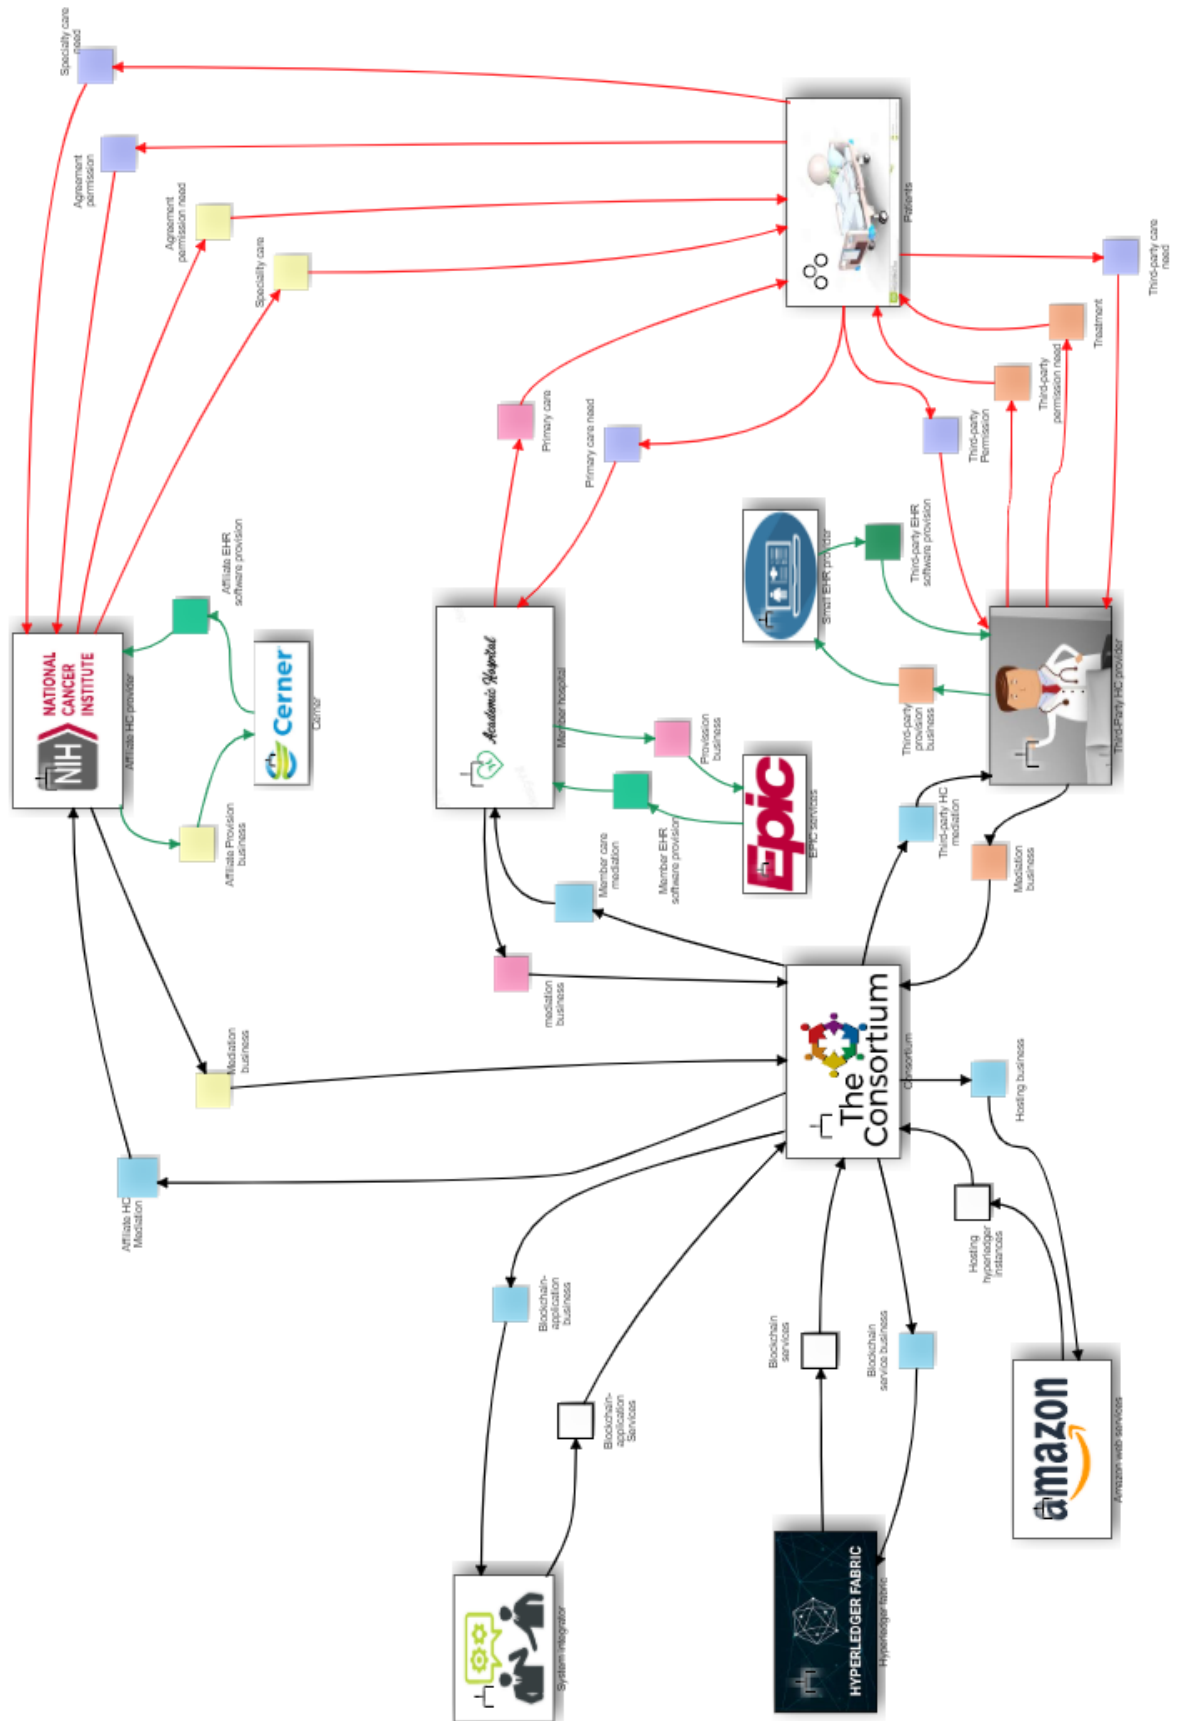 Specialty care
need
Agreement
permission
Agreement
permission need
Speciality care
Patients
Third-party care
need
Treatment
Third-party
permission need
Third-party
Permission
Primary care
Primary care need
NIH
NATIONAL
CANCER
INSTITUTE
Affiliate HC provider
Affiliate EHR
software provision
Cerner
Cerner
Affiliate Provision
business
Academic Hospital
Member hospital
Provission
business
Member EHR
software provision
Epic
EPIC services
Small EHR provider
Third-party EHR
software provision
Third-party
provision
business
Third-Party HC provider
Third-party HC
mediation
Mediation
business
Member care
mediation
mediation
business
Mediation
business
Affiliate HC
Mediation
The
Consortium
Consortium
Hosting business
Hosting
hyperledger
instances
Blockchain-
application
business
Blockchain-
application
Services
Blockchain
services
Blockchain
service business
System integrator
HYPERLEDGER FABRIC
Hyperledger fabric
amazon
Amazon web services